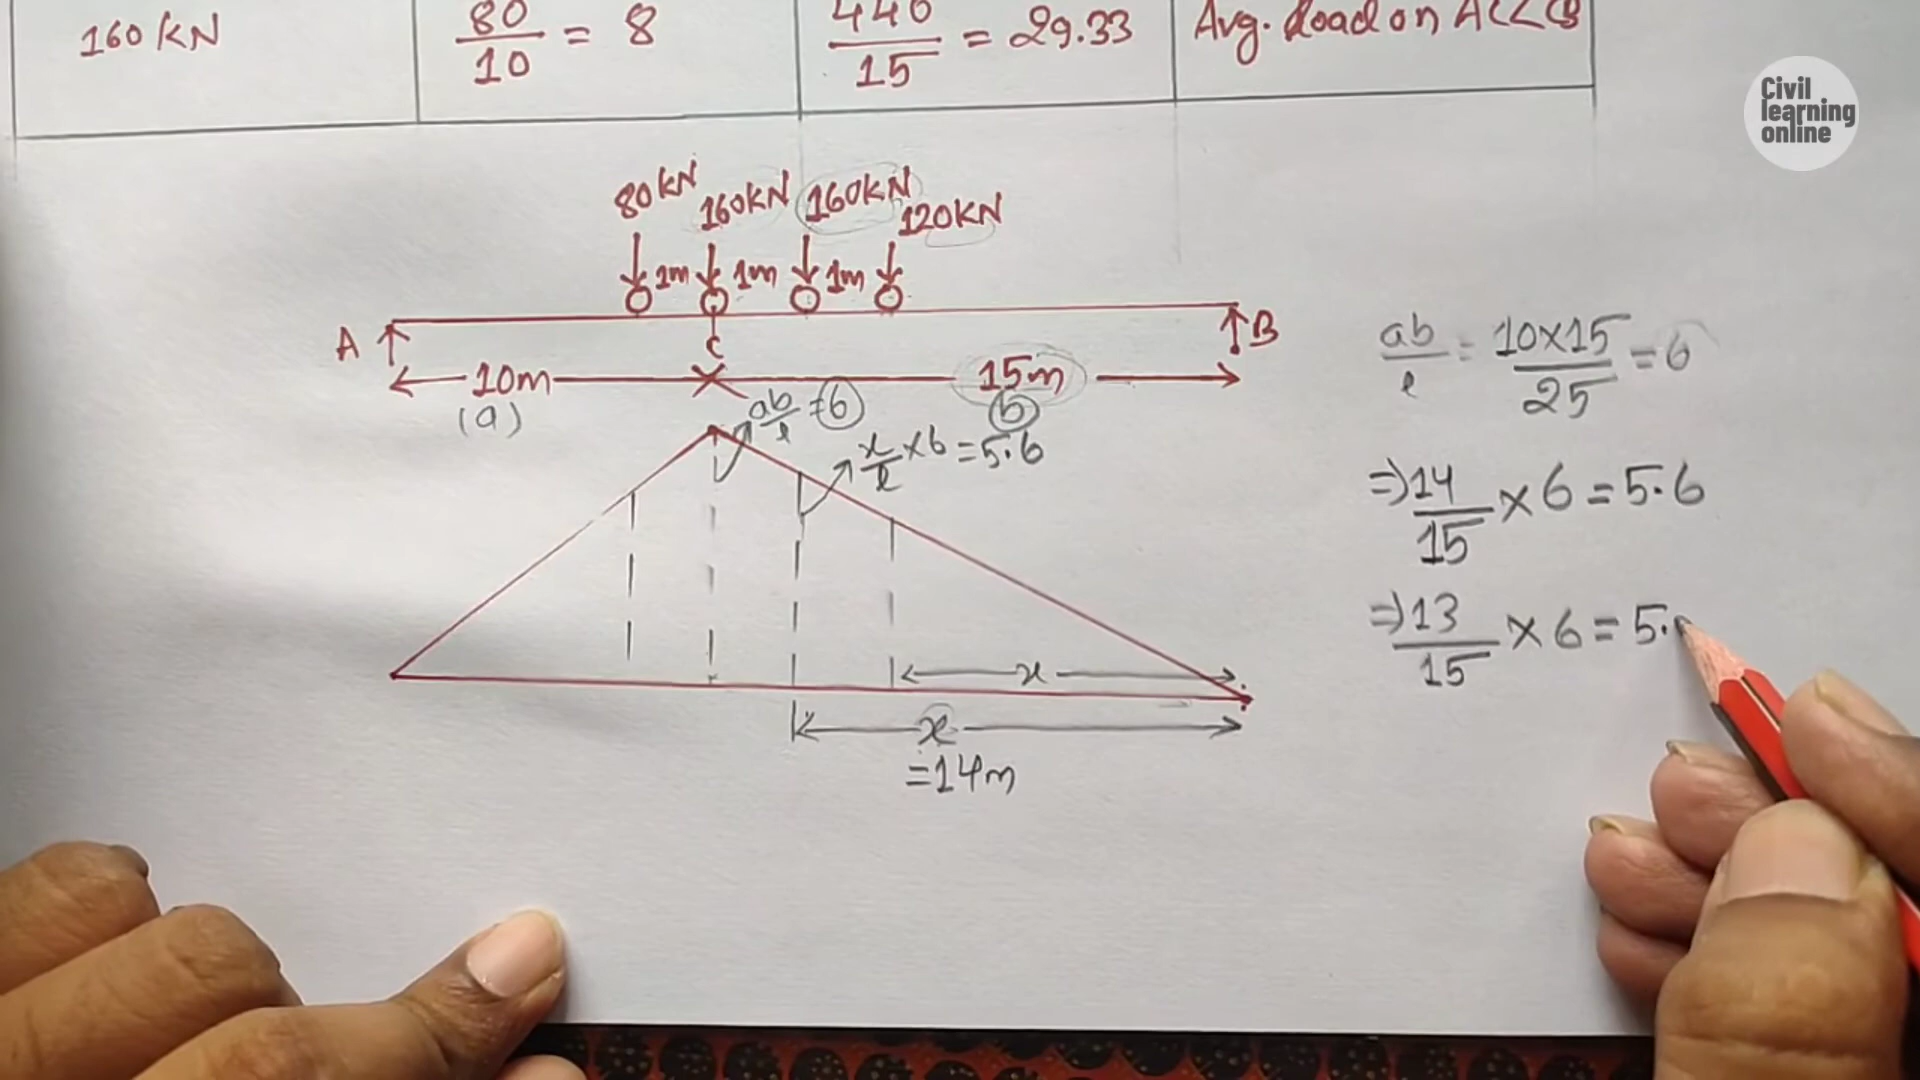 160 KN
80/10 = 8
440/15 = 29.33
Avg. load on AC < CB
Civil learning online
80KN
160KN
160KN
120KN
1m 1m 1m
A
C
B
10m
15m
(a)
ab/l = 6
b
x/l × 6 = 5.6
x
x
=14m
ab/l = 10×15/25 = 6
⇒ 14/15 × 6 = 5.6
⇒ 13/15 × 6 = 5.